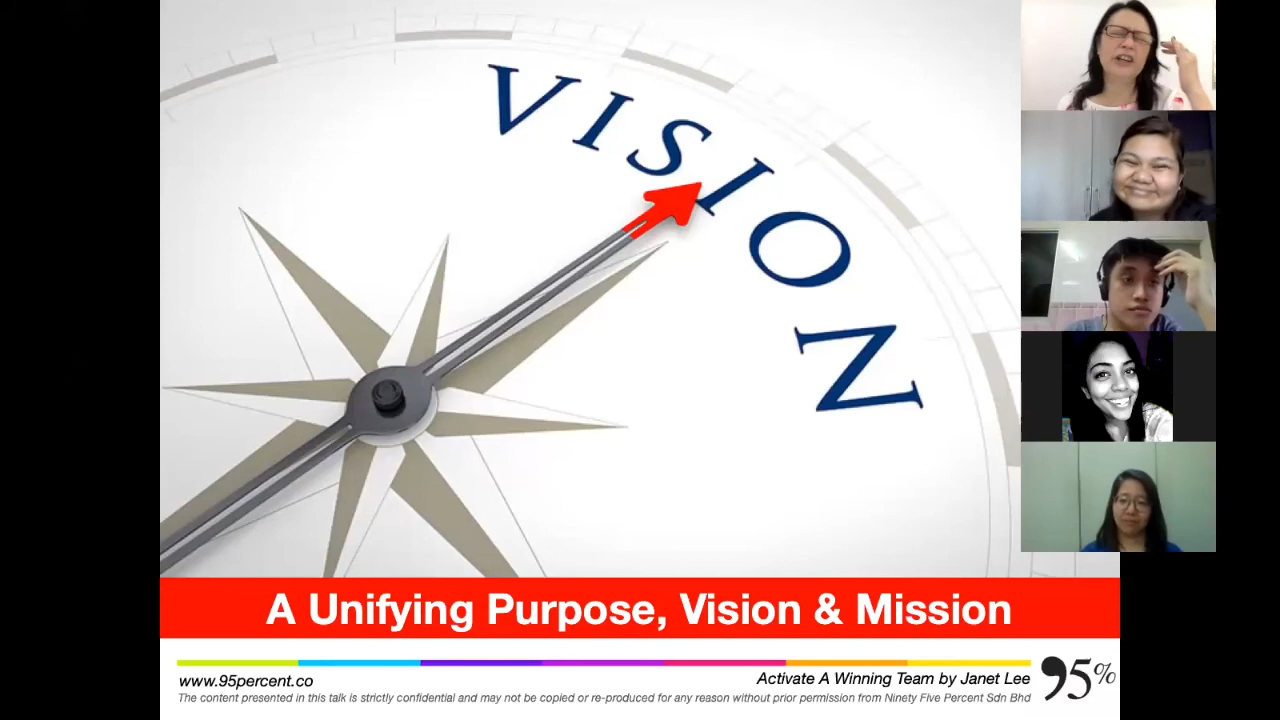 VISION
A Unifying Purpose, Vision & Mission
www.95percent.co
Activate A Winning Team by Janet Lee
95%
The content presented in this talk is strictly confidential and may not be copied or re-produced for any reason without prior permission from Ninety Five Percent Sdn Bhd